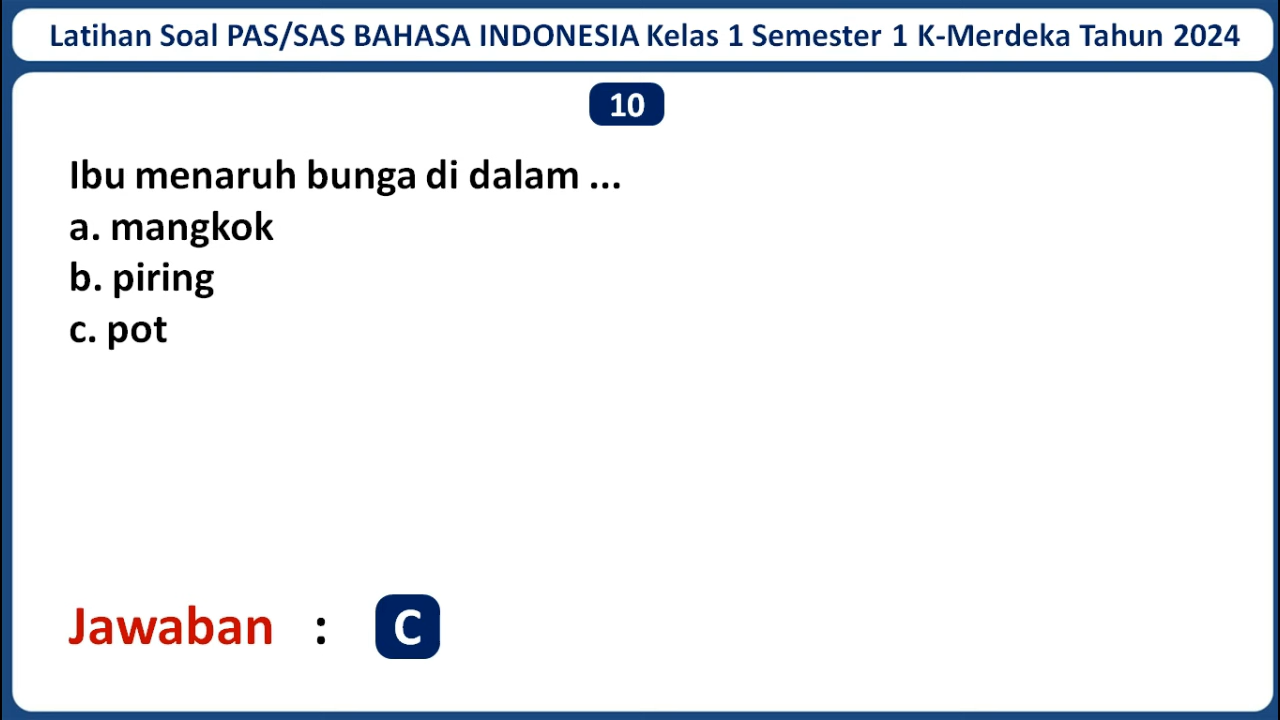 Latihan Soal PAS/SAS BAHASA INDONESIA Kelas 1 Semester 1 K-Merdeka Tahun 2024
10
Ibu menaruh bunga di dalam ...
a. mangkok
b. piring
c. pot
Jawaban : C